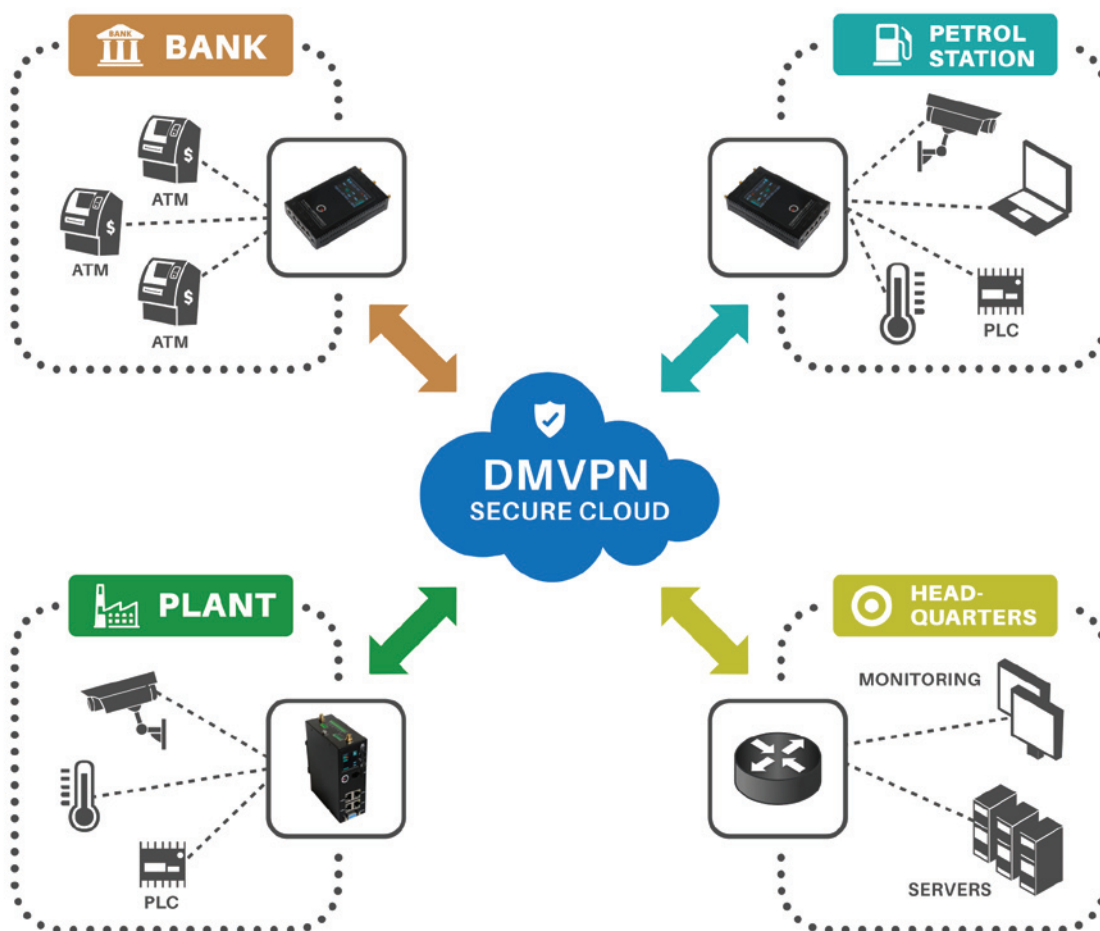 BANK
BANK
ATM
ATM
ATM
PETROL
STATION
PLC
DMVPN
SECURE CLOUD
PLANT
PLC
HEAD-
QUARTERS
MONITORING
SERVERS